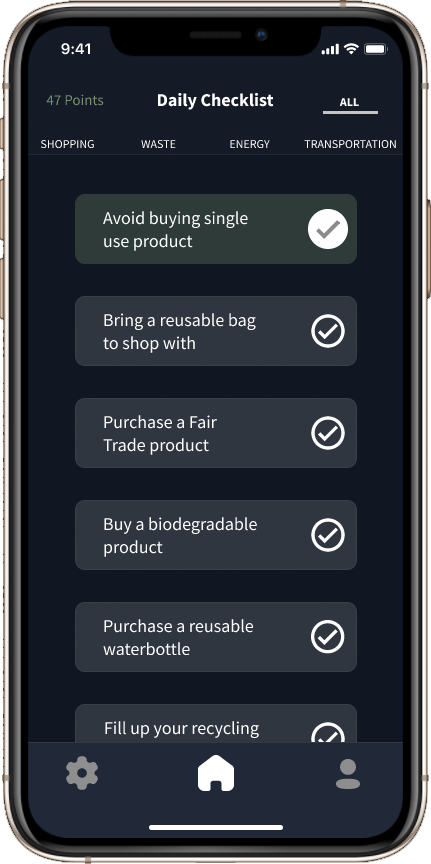 9:41
47 Points
Daily Checklist
ALL
SHOPPING
WASTE
ENERGY
TRANSPORTATION
Avoid buying single
use product
Bring a reusable bag
to shop with
Purchase a Fair
Trade product
Buy a biodegradable
product
Purchase a reusable
waterbottle
Fill up your recycling